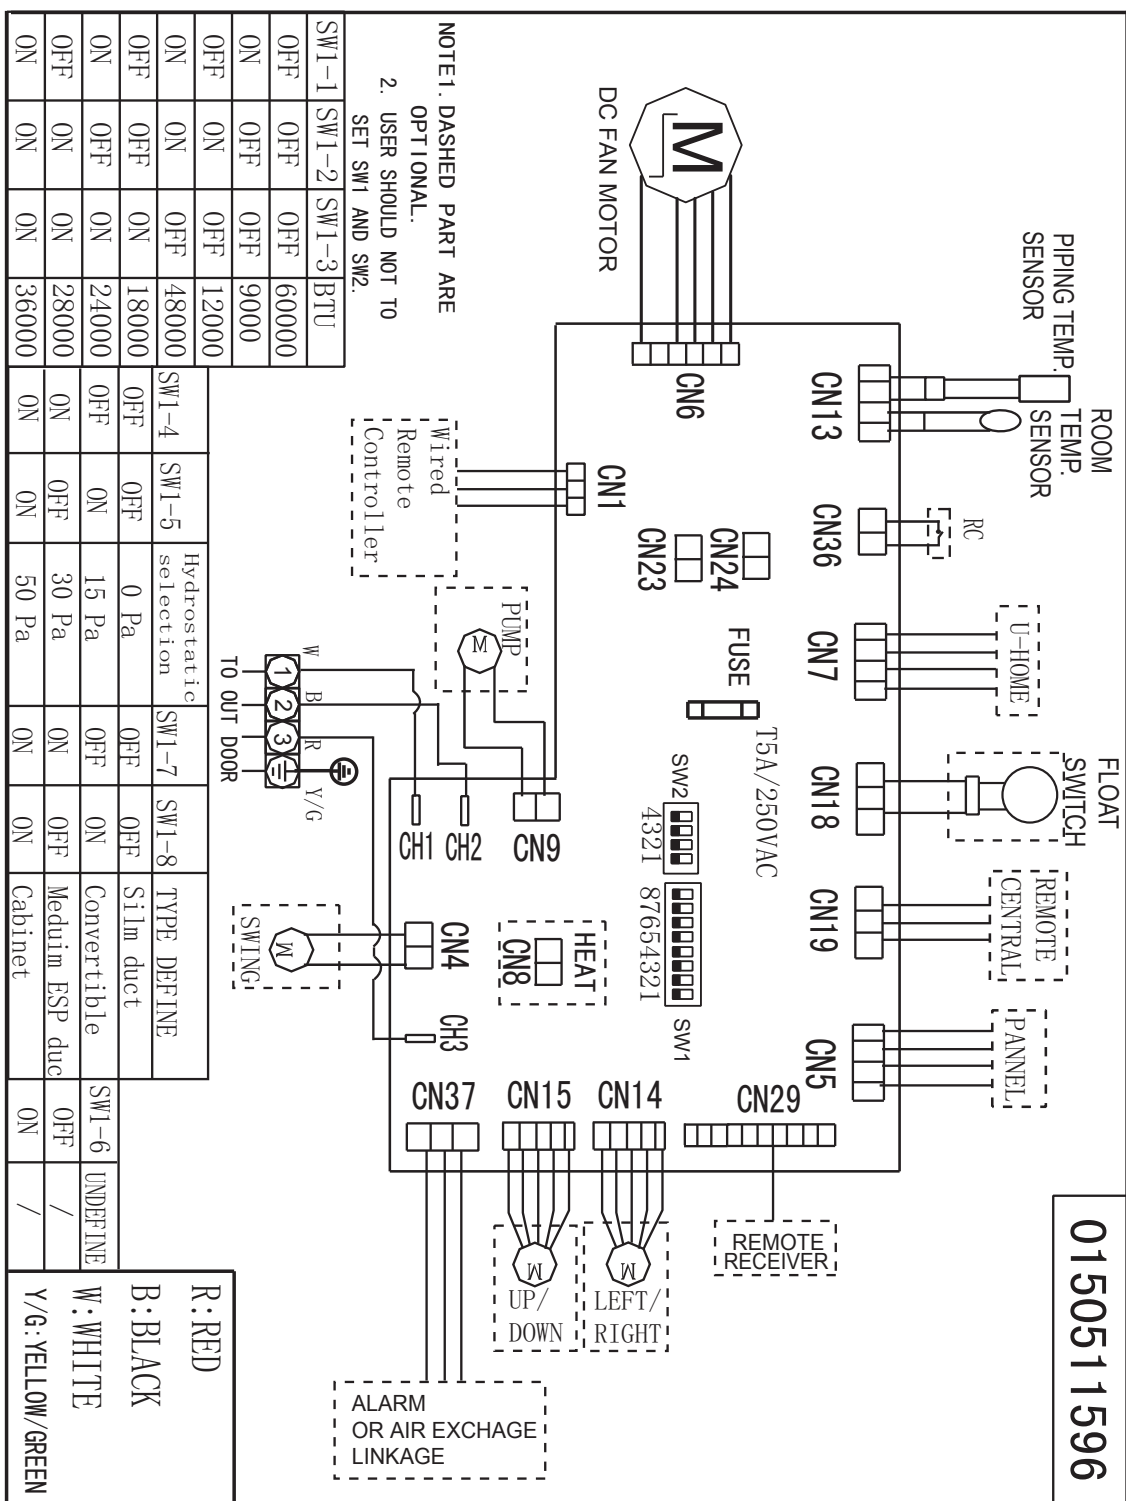 0150511596
PIPING TEMP.
SENSOR
ROOM
TEMP.
SENSOR
RC
U-HOME
FLOAT
SWITCH
REMOTE
CENTRAL
PANNEL
CN13
CN36
CN7
CN18
CN19
CN5
DC FAN MOTOR
M
CN6
CN24
CN23
FUSE
T5A/250VAC
SW2
4321
87654321
SW1
CN29
REMOTE
RECEIVER
CN1
Wired
Remote
Controller
PUMP
M
CN9
CH2
CH1
HEAT
CN8
CN4
SWING
M
CH3
CN14
CN15
CN37
M
LEFT/
RIGHT
M
UP/
DOWN
ALARM
OR AIR EXCHAGE
LINKAGE
W
B
R
Y/G
1
2
3
TO OUT DOOR
NOTE1. DASHED PART ARE
OPTIONAL.
2. USER SHOULD NOT TO
SET SW1 AND SW2.
SW1-1 SW1-2 SW1-3 BTU
OFF OFF OFF 60000
ON OFF OFF 9000
OFF ON OFF 12000
ON ON OFF 48000
OFF OFF ON 18000
ON OFF ON 24000
OFF ON ON 28000
ON ON ON 36000
SW1-4 SW1-5 Hydrostatic
selection SW1-7 SW1-8 TYPE DEFINE
OFF OFF 0 Pa OFF OFF Silm duct
OFF ON 15 Pa OFF ON Convertible
ON OFF 30 Pa ON OFF Meduim ESP duc
ON ON 50 Pa ON ON Cabinet
SW1-6 UNDEFINE
OFF /
ON /
R:RED
B:BLACK
W:WHITE
Y/G:YELLOW/GREEN